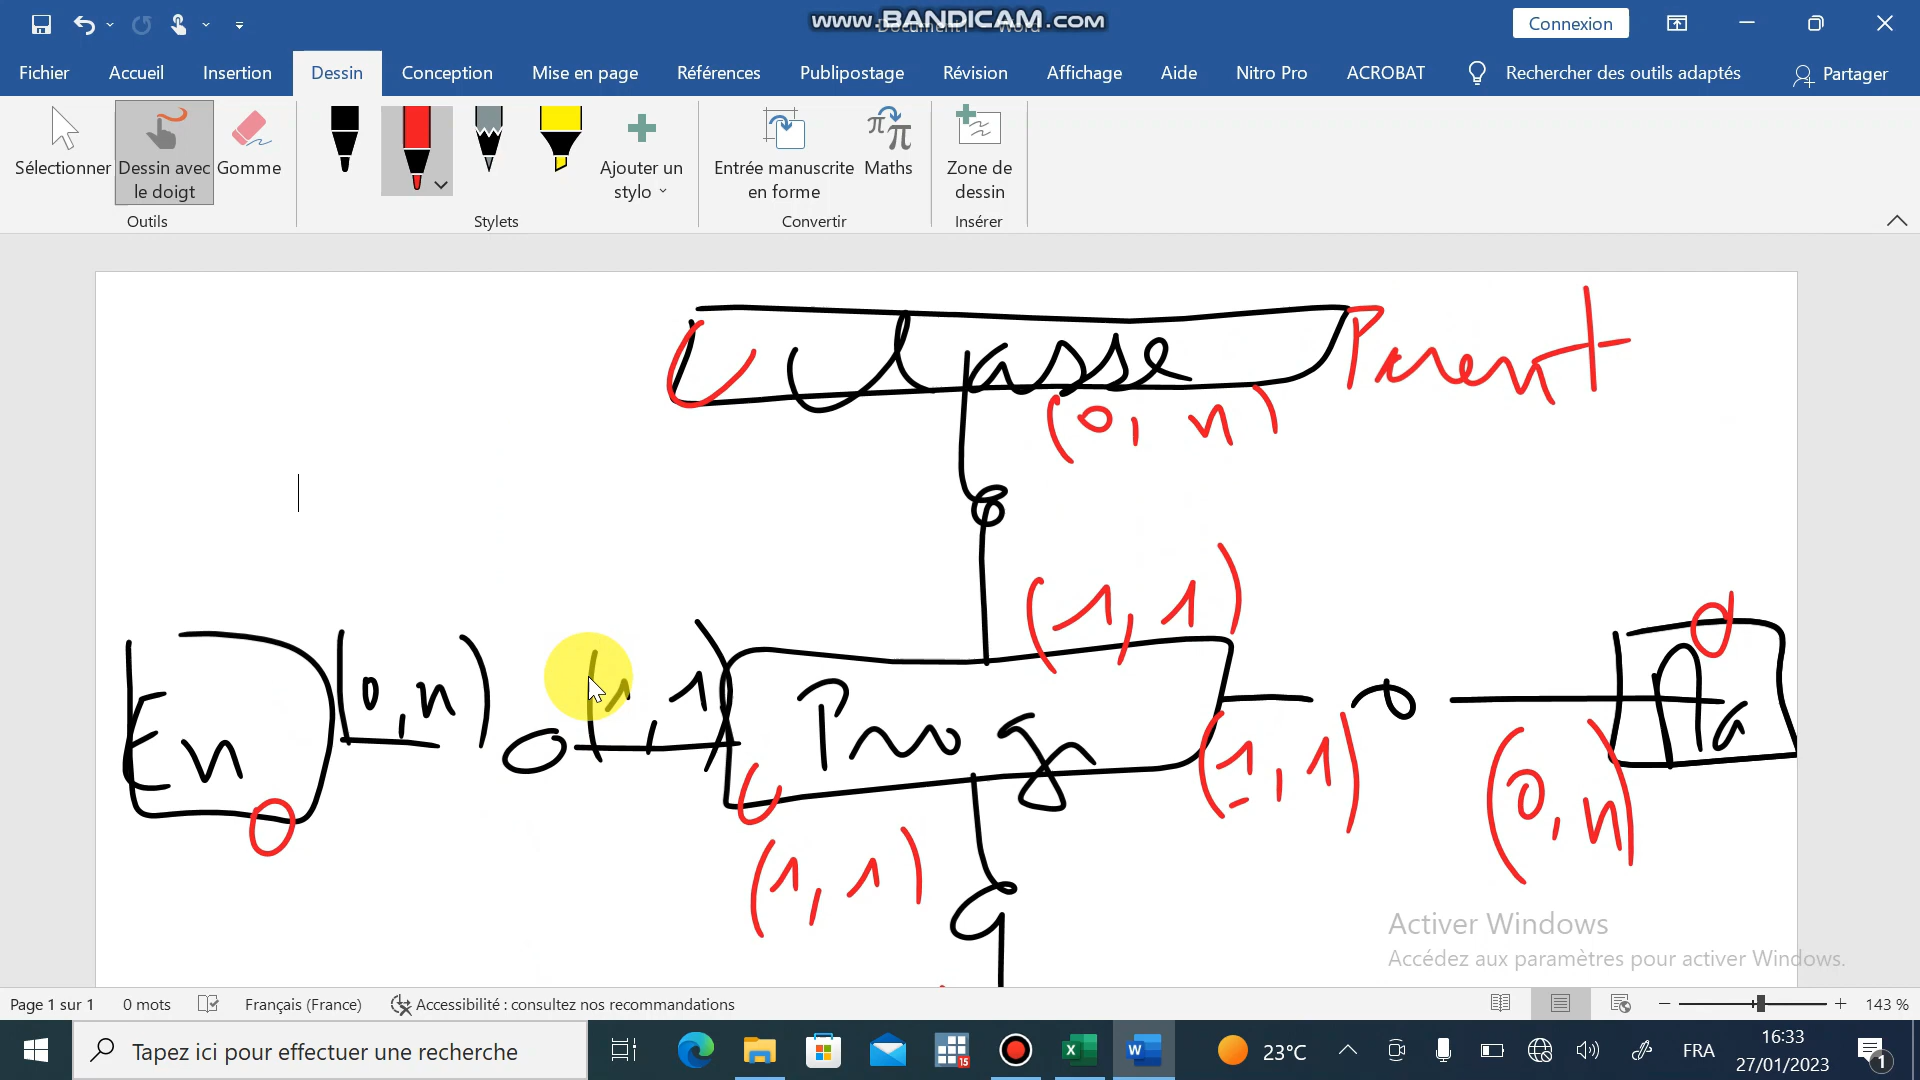 www.BANDICAM.com
Document1 - Word
Connexion
Fichier Accueil Insertion Dessin Conception Mise en page Références Publipostage Révision Affichage Aide Nitro Pro ACROBAT Rechercher des outils adaptés Partager
Sélectionner Dessin avec le doigt Gomme Ajouter un stylo Entrée manuscrite en forme Maths Zone de dessin
Outils Stylets Convertir Insérer
Classe Parent
(0, n)
(1, 1)
En (0, n) (1, 1) Prog (1, 1) (0, n) Ma
(1, 1)
Activer Windows
Accédez aux paramètres pour activer Windows.
Page 1 sur 1 0 mots Français (France) Accessibilité : consultez nos recommandations 143 %
Tapez ici pour effectuer une recherche
15
23°C
FRA
16:33
27/01/2023
1